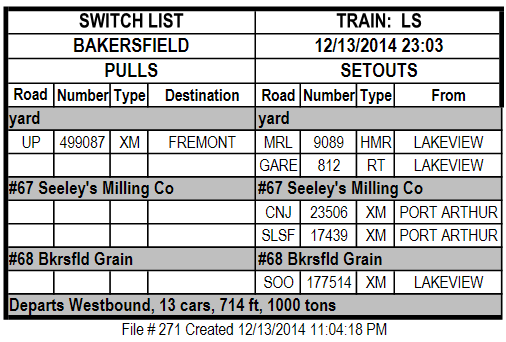 SWITCH LIST TRAIN: LS
BAKERSFIELD 12/13/2014 23:03
PULLS SETOUTS
Road Number Type Destination Road Number Type From
yard yard
UP 499087 XM FREMONT MRL 9089 HMR LAKEVIEW
GARE 812 RT LAKEVIEW
#67 Seeley's Milling Co #67 Seeley's Milling Co
CNJ 23506 XM PORT ARTHUR
SLSF 17439 XM PORT ARTHUR
#68 Bkrsfld Grain #68 Bkrsfld Grain
SOO 177514 XM LAKEVIEW
Departs Westbound, 13 cars, 714 ft, 1000 tons
File # 271 Created 12/13/2014 11:04:18 PM